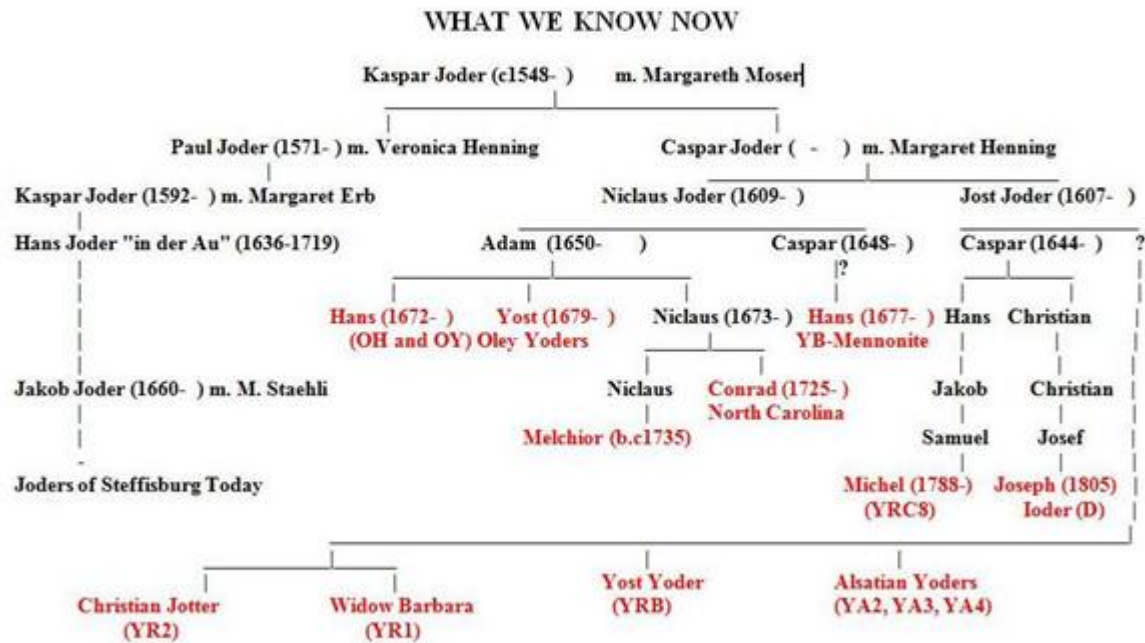 WHAT WE KNOW NOW
Kaspar Joder (c1548- ) m. Margareth Moser
Paul Joder (1571- ) m. Veronica Henning Caspar Joder ( - ) m. Margaret Henning
Kaspar Joder (1592- ) m. Margaret Erb Niclaus Joder (1609- ) Jost Joder (1607- )
Hans Joder "in der Au" (1636-1719) Adam (1650- ) Caspar (1648- ) Caspar (1644- ) ?
?
Hans (1672- ) Yost (1679- ) Niclaus (1673-) Hans (1677- ) Hans Christian
(OH and OY) Oley Yoders YB-Mennonite
Jakob Joder (1660- ) m. M. Staehli Niclaus Conrad (1725- ) Jakob Christian
North Carolina
Melchior (b.c1735) Samuel Josef
Joders of Steffisburg Today Michel (1788-) Joseph (1805)
(YRC8) Ioder (D)
Christian Jotter Widow Barbara Yost Yoder Alsatian Yoders
(YR2) (YR1) (YRB) (YA2, YA3, YA4)